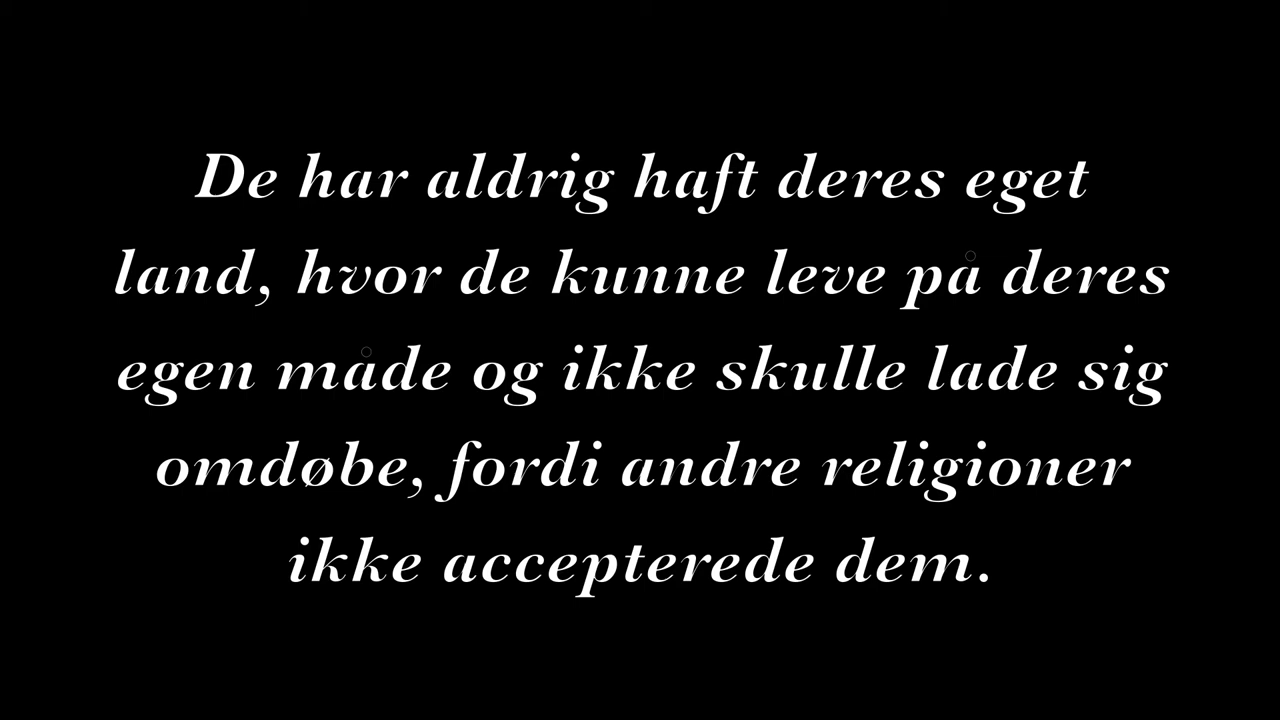 De har aldrig haft deres eget
land, hvor de kunne leve på deres
egen måde og ikke skulle lade sig
omdøbe, fordi andre religioner
ikke accepterede dem.